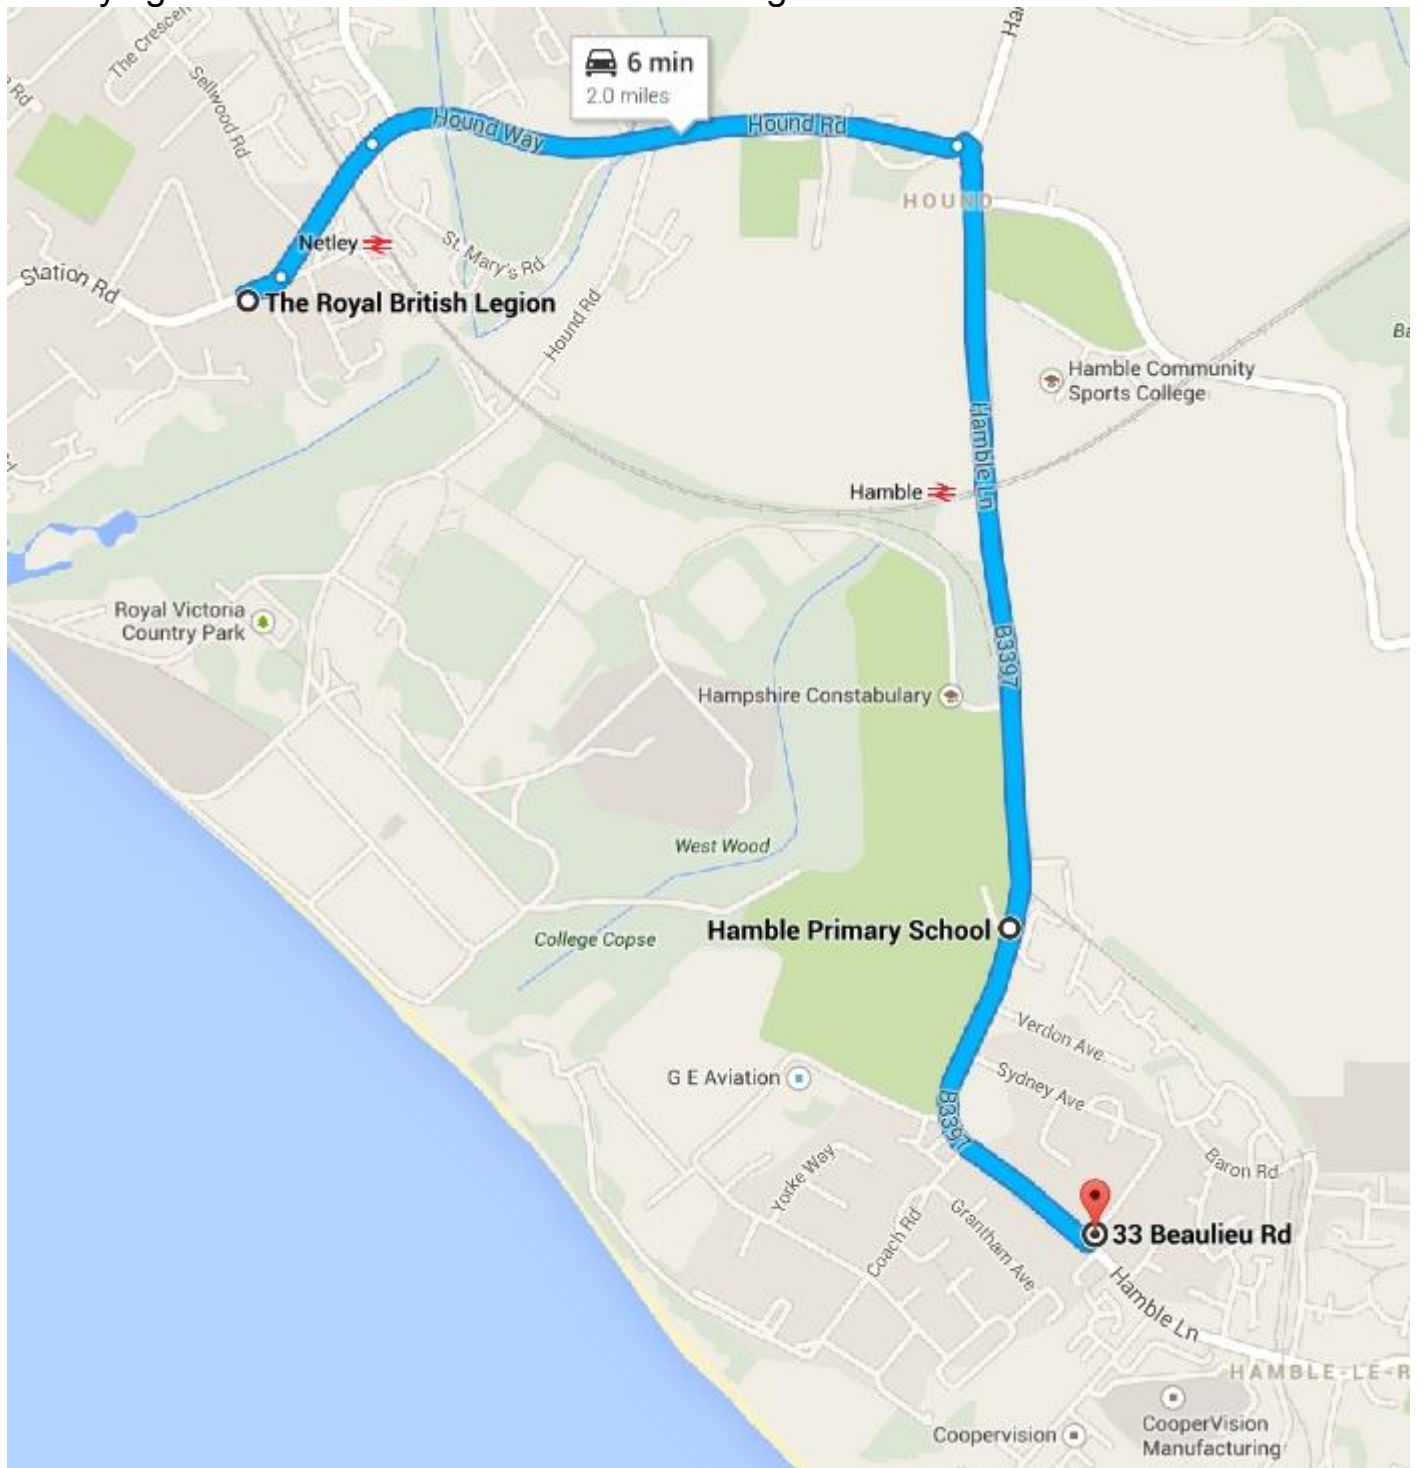 The Crescen
Rd
Sellwood Rd
6 min
2.0 miles
Hound Way
Hound Rd
HOUND
Netley
St. Mary's Rd
Station Rd
The Royal British Legion
Hound Rd
Hamble Community
Sports College
Hamble Ln
Hamble
Royal Victoria
Country Park
B3397
Hampshire Constabulary
West Wood
Hamble Primary School
College Copse
Verdon Ave
G E Aviation
Sydney Ave
B3397
Yorke Way
Baron Rd
Coach Rd
Grantham Ave
33 Beaulieu Rd
Hamble Ln
HAMBLE-LE-R
CooperVision
Manufacturing
Coopervision